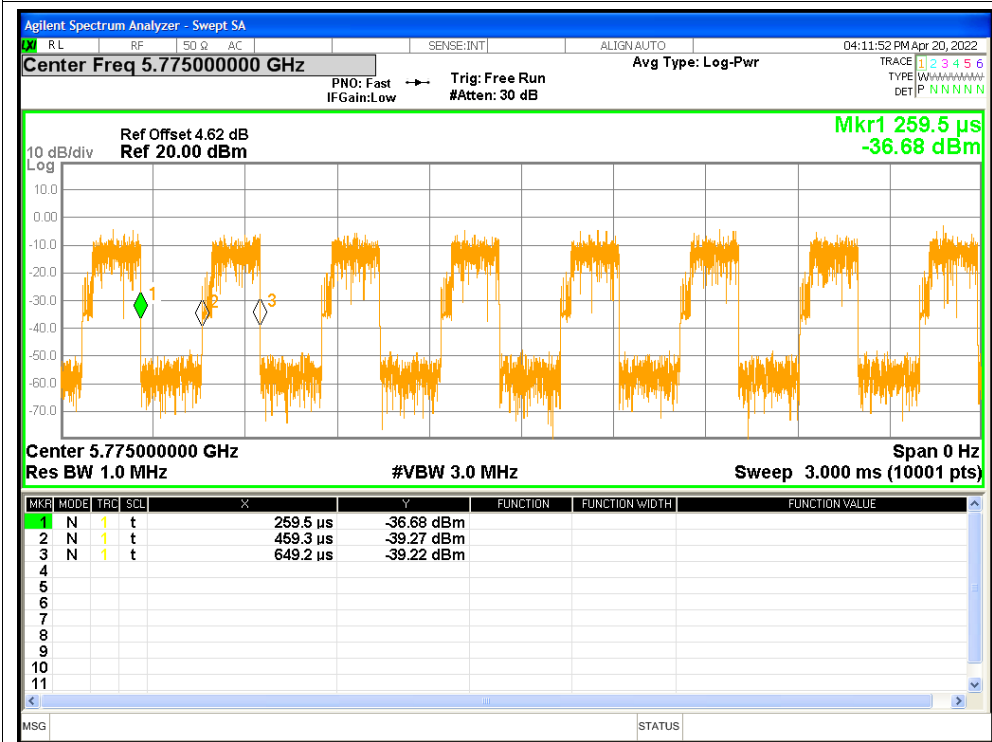 Agilent Spectrum Analyzer - Swept SA
LXI RL RF 50 Ω AC SENSE:INT ALIGN AUTO 04:11:52 PM Apr 20, 2022
Center Freq 5.775000000 GHz Avg Type: Log-Pwr TRACE 1 2 3 4 5 6
PNO: Fast Trig: Free Run TYPE
IFGain:Low #Atten: 30 dB DET P N N N N N
Mkr1 259.5 µs
-36.68 dBm
Ref Offset 4.62 dB
10 dB/div Ref 20.00 dBm
Log
10.0
0.00
-10.0
-20.0
-30.0
-40.0
-50.0
-60.0
-70.0
1
2
3
Center 5.775000000 GHz Span 0 Hz
Res BW 1.0 MHz #VBW 3.0 MHz Sweep 3.000 ms (10001 pts)
MKR MODE TRC SCL X Y FUNCTION FUNCTION WIDTH FUNCTION VALUE
1 N 1 t 259.5 µs -36.68 dBm
2 N 1 t 459.3 µs -39.27 dBm
3 N 1 t 649.2 µs -39.22 dBm
4
5
6
7
8
9
10
11
MSG STATUS